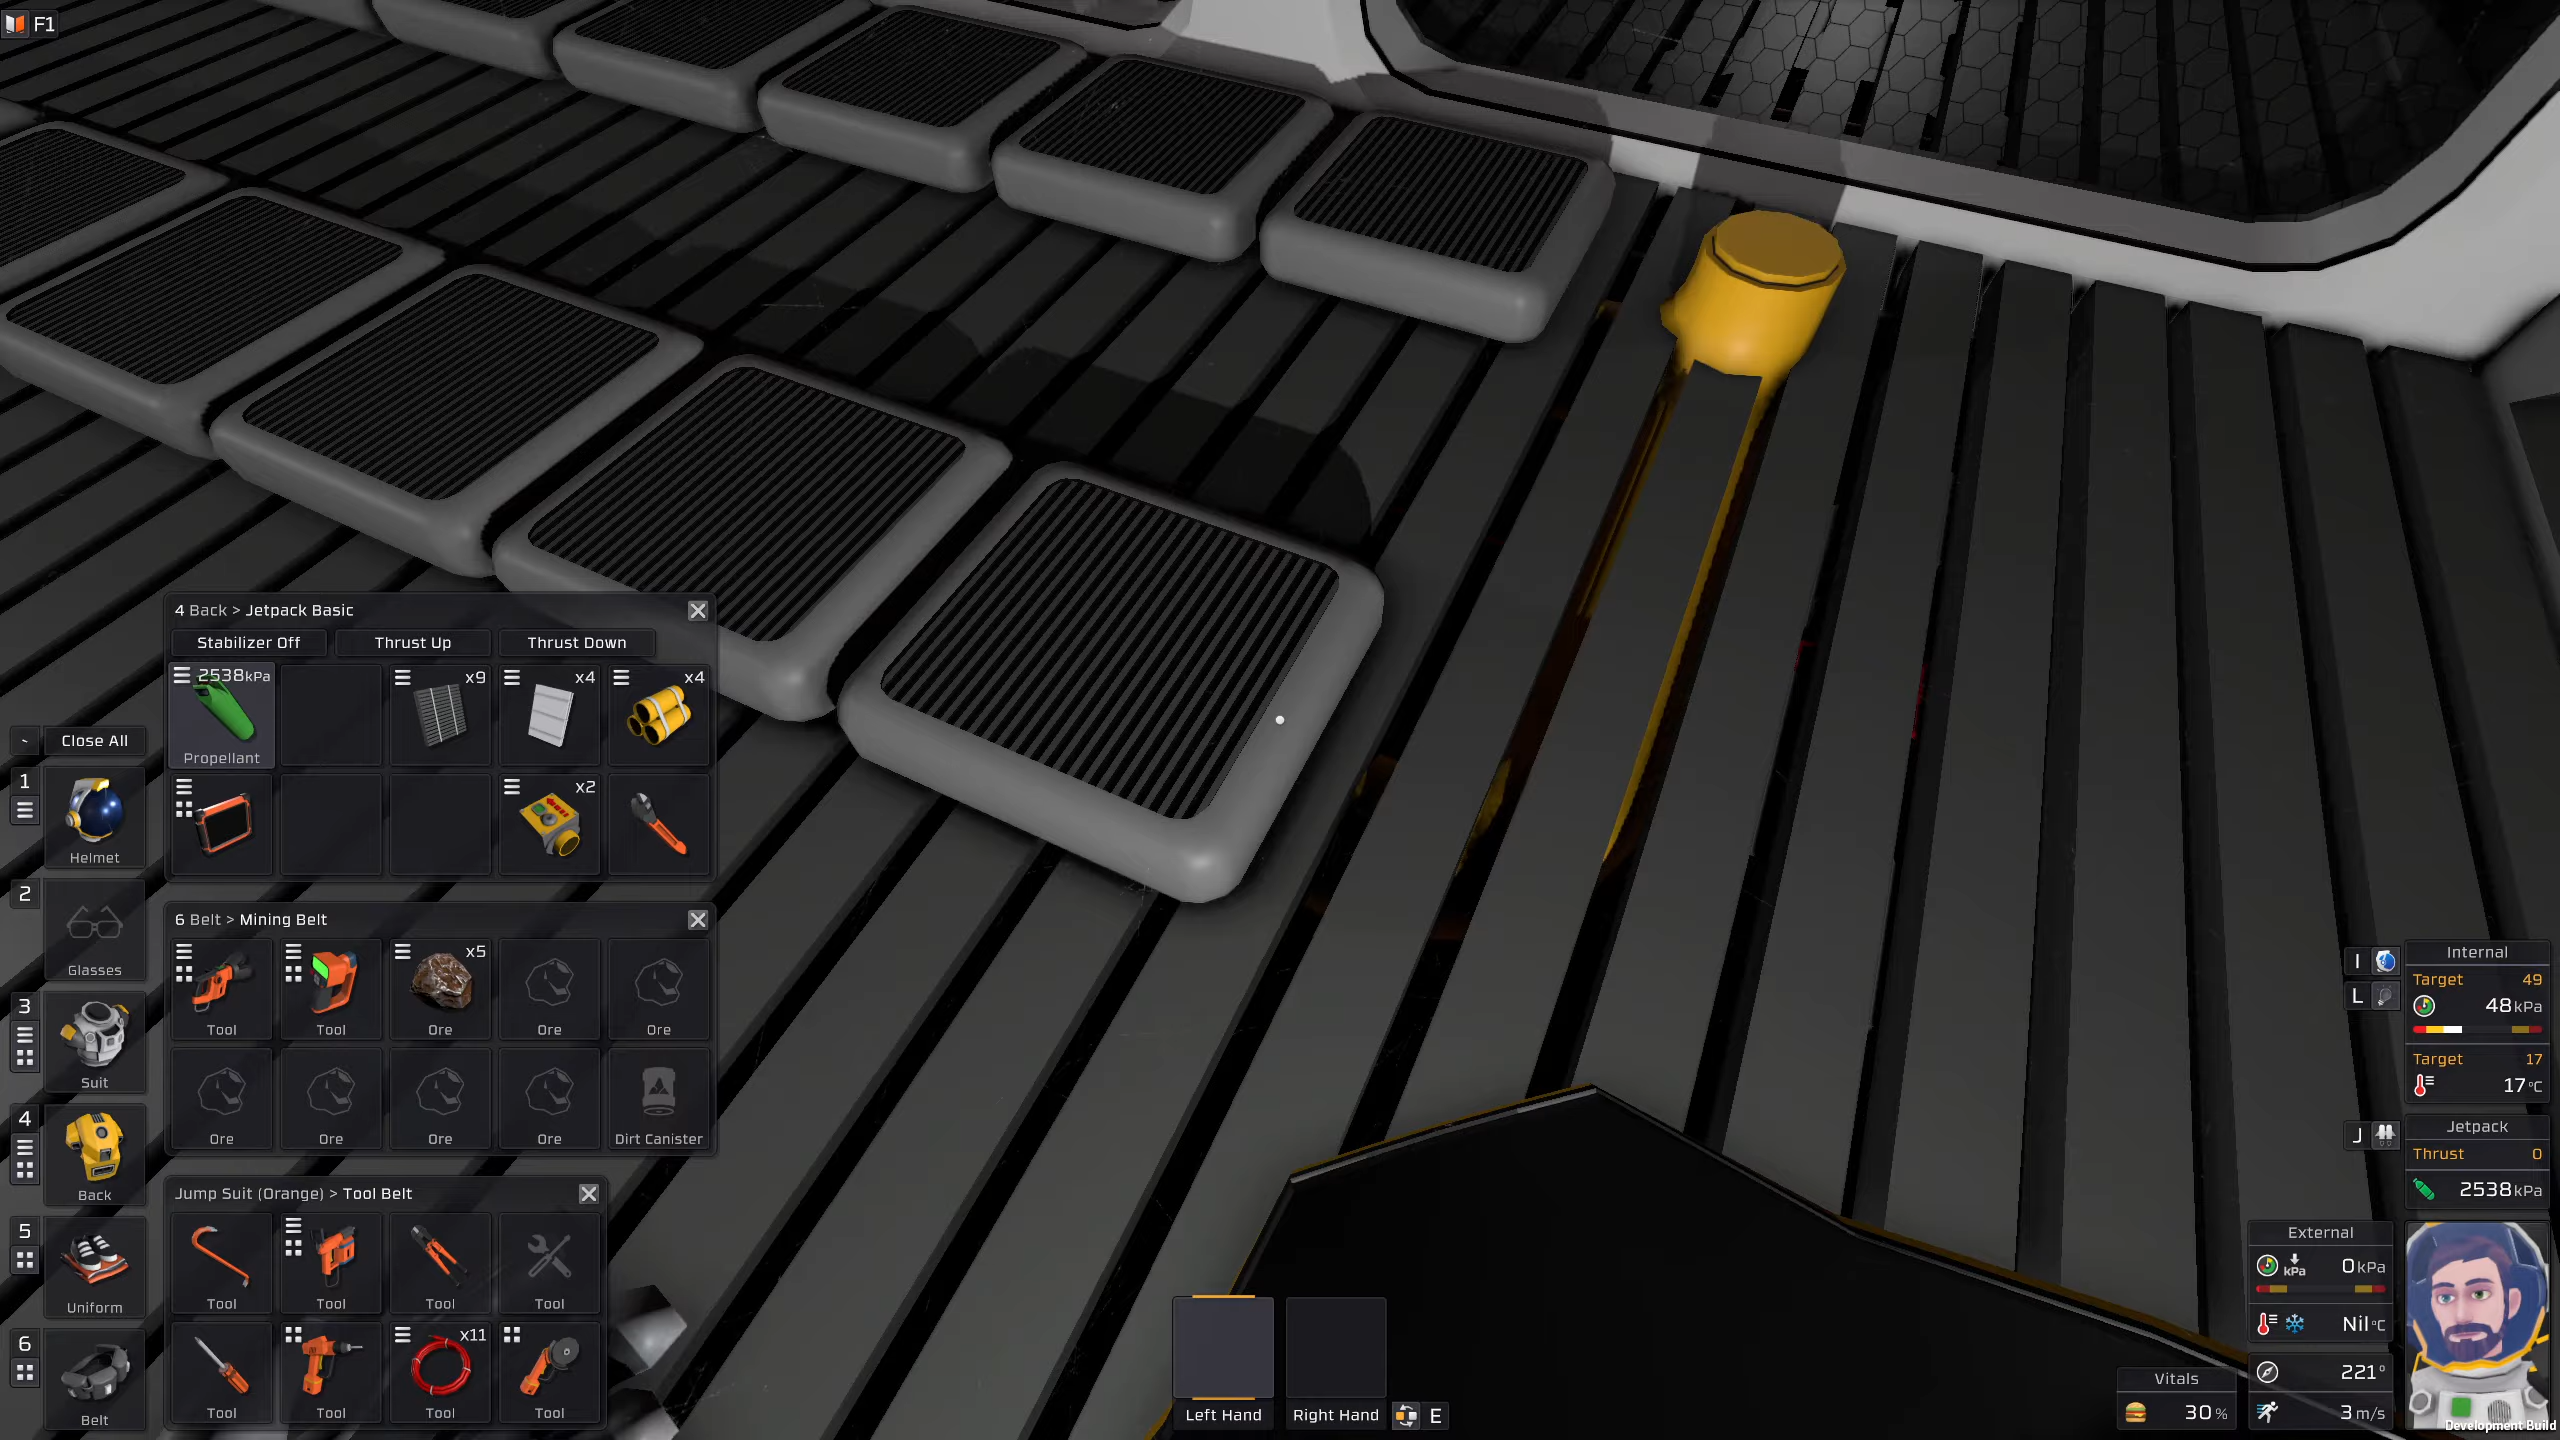 F1
4 Back > Jetpack Basic
Stabilizer Off
Thrust Up
Thrust Down
2538kPa
x9
x4
x4
Propellant
x2
~
Close All
1
Helmet
2
Glasses
3
Suit
4
Back
5
Uniform
6
Belt
6 Belt > Mining Belt
x5
Tool
Tool
Ore
Ore
Ore
Ore
Ore
Ore
Ore
Dirt Canister
Jump Suit (Orange) > Tool Belt
Tool
Tool
Tool
Tool
x11
Tool
Tool
Tool
Tool
Left Hand
Right Hand
E
I
L
Internal
Target 49
48kPa
Target 17
17°C
J
Jetpack
Thrust 0
2538kPa
External
kPa
0kPa
Nil°C
Vitals
30%
221°
3m/s
Development Build